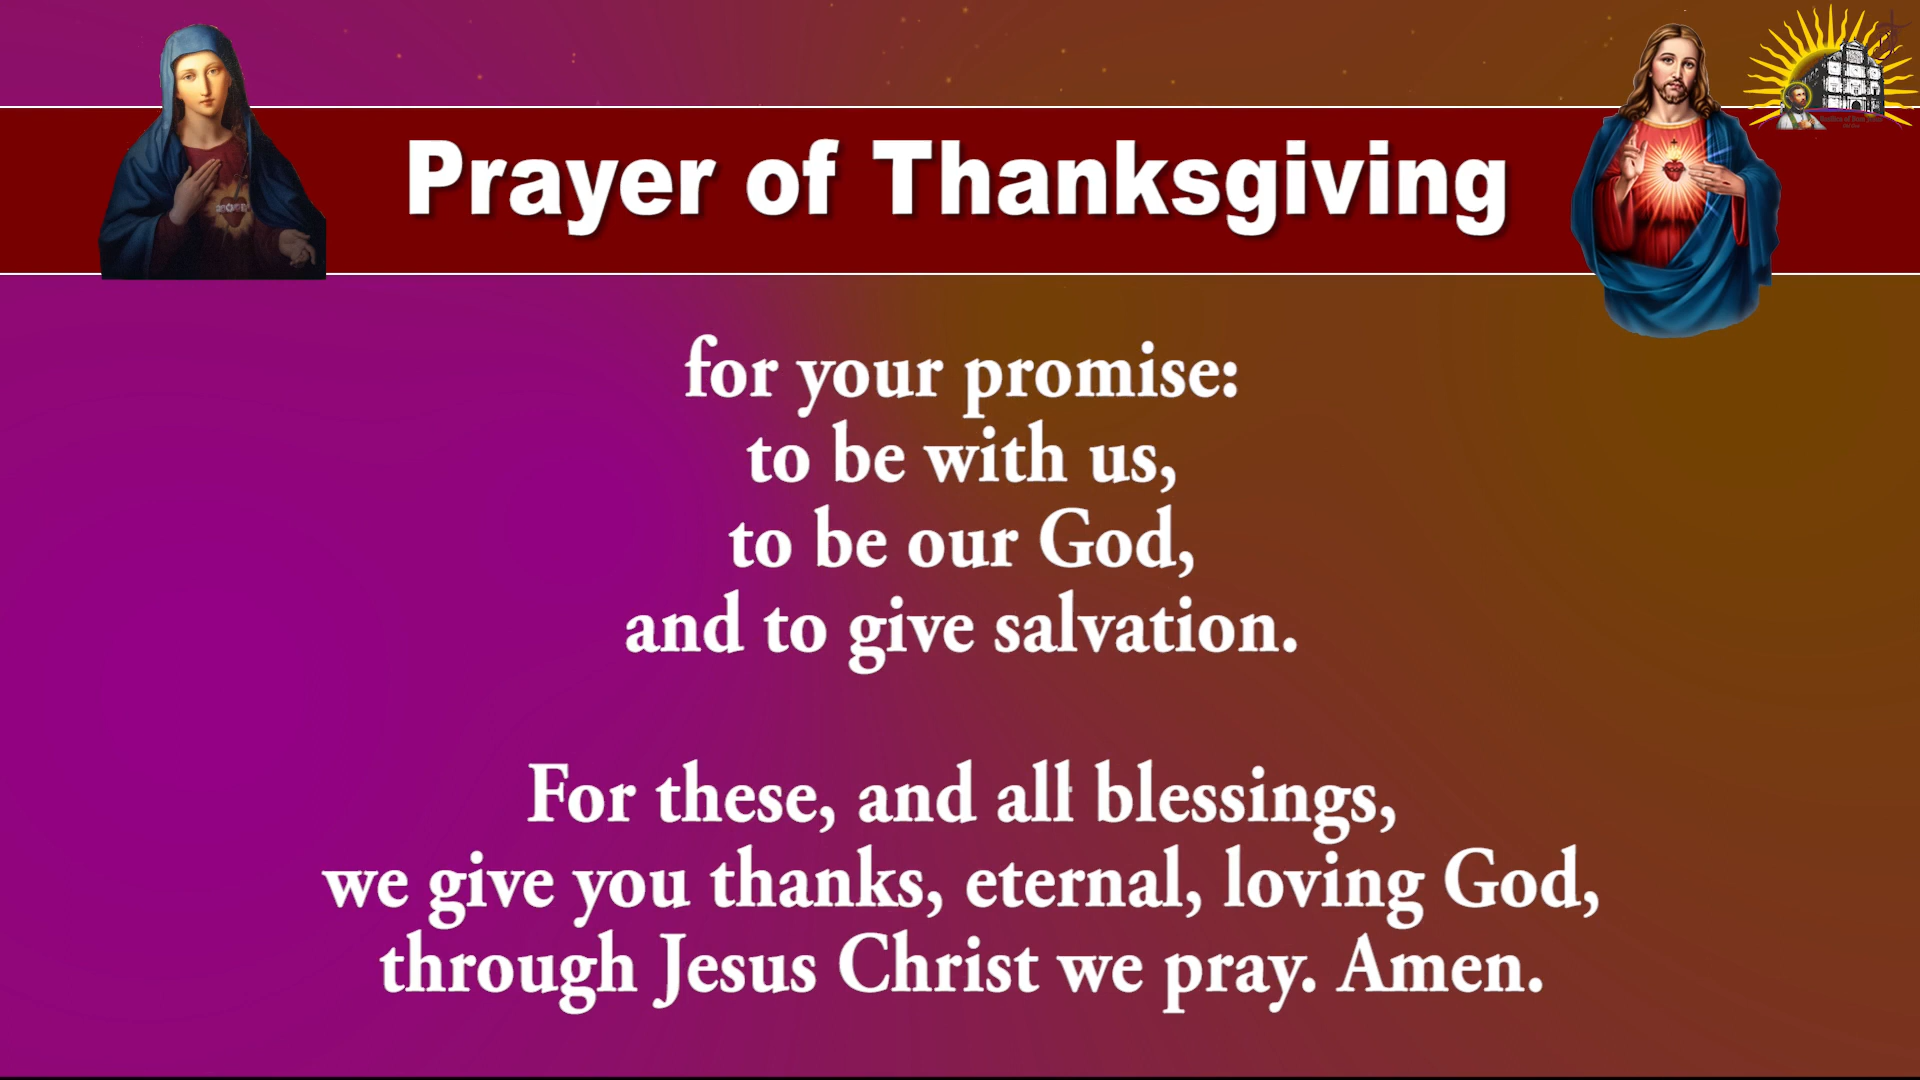 Prayer of Thanksgiving
for your promise:
to be with us,
to be our God,
and to give salvation.
For these, and all blessings,
we give you thanks, eternal, loving God,
through Jesus Christ we pray. Amen.